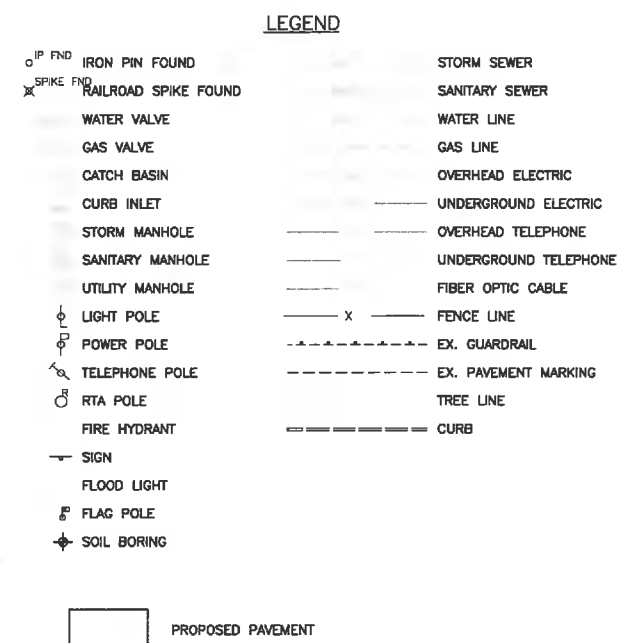 LEGEND
IP FND IRON PIN FOUND
SPIKE FND RAILROAD SPIKE FOUND
WATER VALVE
GAS VALVE
CATCH BASIN
CURB INLET
STORM MANHOLE
SANITARY MANHOLE
UTILITY MANHOLE
LIGHT POLE
POWER POLE
TELEPHONE POLE
RTA POLE
FIRE HYDRANT
SIGN
FLOOD LIGHT
FLAG POLE
SOIL BORING
STORM SEWER
SANITARY SEWER
WATER LINE
GAS LINE
OVERHEAD ELECTRIC
UNDERGROUND ELECTRIC
OVERHEAD TELEPHONE
UNDERGROUND TELEPHONE
FIBER OPTIC CABLE
X FENCE LINE
EX. GUARDRAIL
EX. PAVEMENT MARKING
TREE LINE
CURB
PROPOSED PAVEMENT